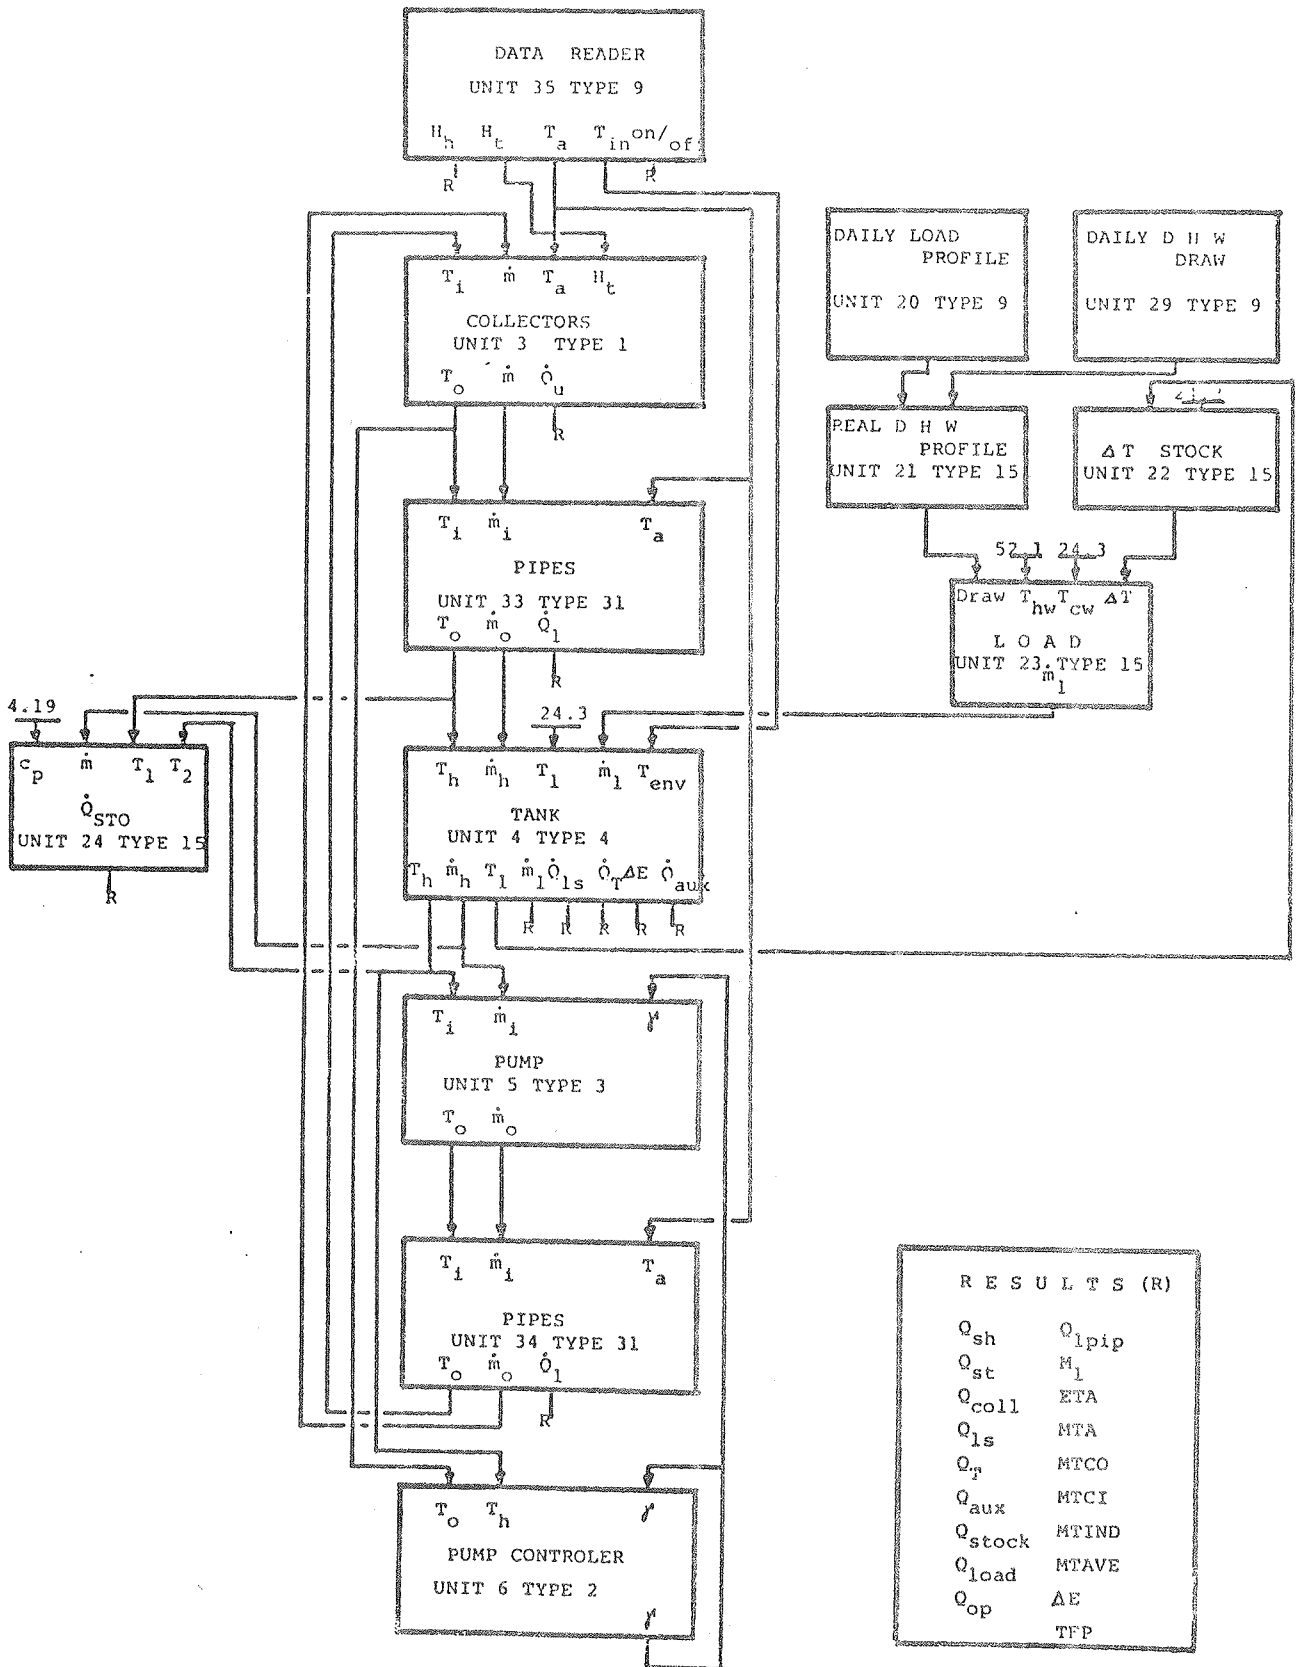 DATA READER
UNIT 35 TYPE 9
H_h H_t T_a T_in on/of
R
R
T_i ṁ T_a H_t
COLLECTORS
UNIT 3 TYPE 1
T_o ṁ Q̇_u
R
DAILY LOAD
PROFILE
UNIT 20 TYPE 9
DAILY D H W
DRAW
UNIT 29 TYPE 9
REAL D H W
PROFILE
UNIT 21 TYPE 15
ΔT STOCK
UNIT 22 TYPE 15
T_i ṁ_i T_a
PIPES
UNIT 33 TYPE 31
T_o ṁ_o Q̇_l
R
52.1 24.3
Draw T_hw T_cw ΔT
L O A D
UNIT 23 TYPE 15
ṁ_l
4.19
c_p ṁ T_1 T_2
Q̇_STO
UNIT 24 TYPE 15
R
24.3
T_h ṁ_h T_l ṁ_l T_env
TANK
UNIT 4 TYPE 4
T_h ṁ_h T_l ṁ_l Q̇_ls Q̇_T ΔE Q̇_aux
R R R R R
T_i ṁ_i γ
PUMP
UNIT 5 TYPE 3
T_o ṁ_o
T_i ṁ_i T_a
PIPES
UNIT 34 TYPE 31
T_o ṁ_o Q̇_l
R
T_o T_h γ
PUMP CONTROLER
UNIT 6 TYPE 2
γ
R E S U L T S (R)
Q_sh Q_lpip
Q_st M_l
Q_coll ETA
Q_ls MTA
Q_T MTCO
Q_aux MTCI
Q_stock MTIND
Q_load MTAVE
Q_op ΔE
TFP